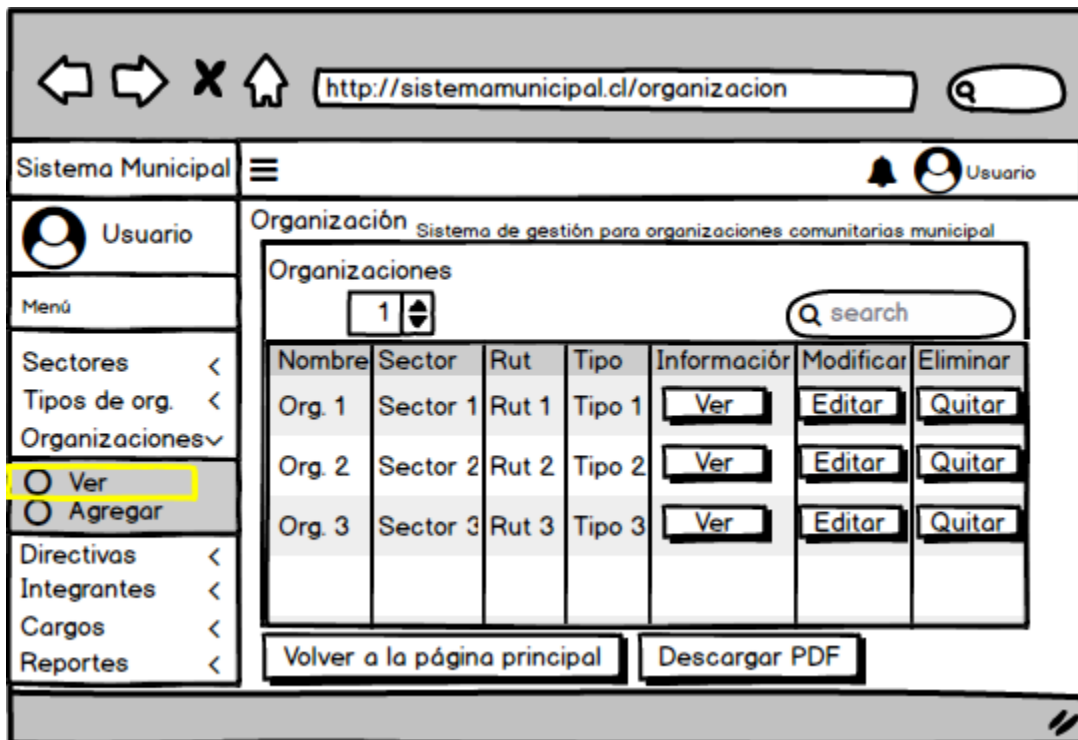 http://sistemamunicipal.cl/organizacion
Sistema Municipal
Usuario
Usuario
Menú
Sectores
Tipos de org.
Organizaciones
Ver
Agregar
Directivas
Integrantes
Cargos
Reportes
Organización Sistema de gestión para organizaciones comunitarias municipal
Organizaciones
1
search
Nombre Sector Rut Tipo Informaciór Modificar Eliminar
Org. 1 Sector 1 Rut 1 Tipo 1 Ver Editar Quitar
Org. 2 Sector 2 Rut 2 Tipo 2 Ver Editar Quitar
Org. 3 Sector 3 Rut 3 Tipo 3 Ver Editar Quitar
Volver a la página principal Descargar PDF